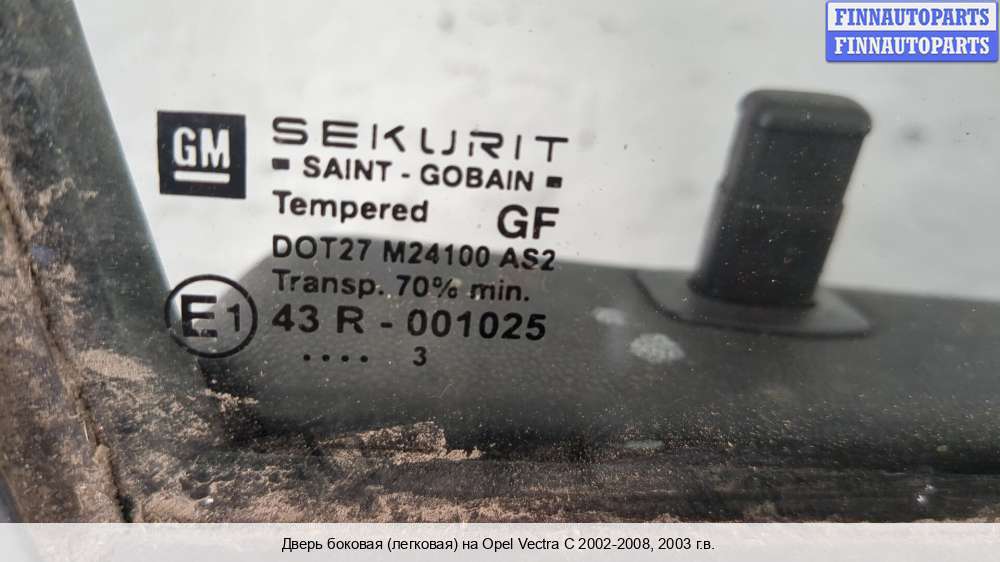 FINNAUTOPARTS
FINNAUTOPARTS
GM
SEKURIT
SAINT - GOBAIN
Tempered GF
DOT27 M24100 AS2
Transp. 70% min.
E1 43 R - 001025
.... 3
Дверь боковая (легковая) на Opel Vectra C 2002-2008, 2003 г.в.